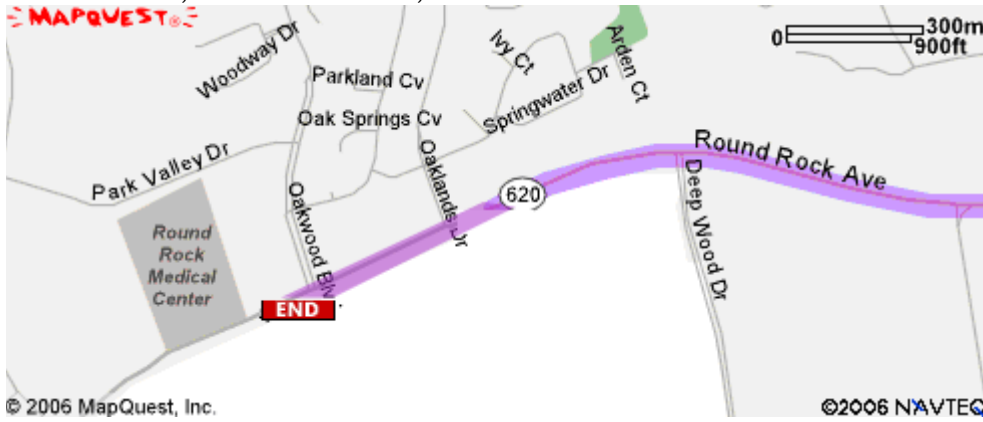 MAPQUEST
Woodway Dr
Ivy Ct
Arden Ct
0
300m
900ft
Parkland Cv
Springwater Dr
Oak Springs Cv
Round Rock Ave
Park Valley Dr
Oaklands Dr
Oakwood Blv
620
Deep Wood Dr
Round
Rock
Medical
Center
END
© 2006 MapQuest, Inc.
©2006 NAVTEQ